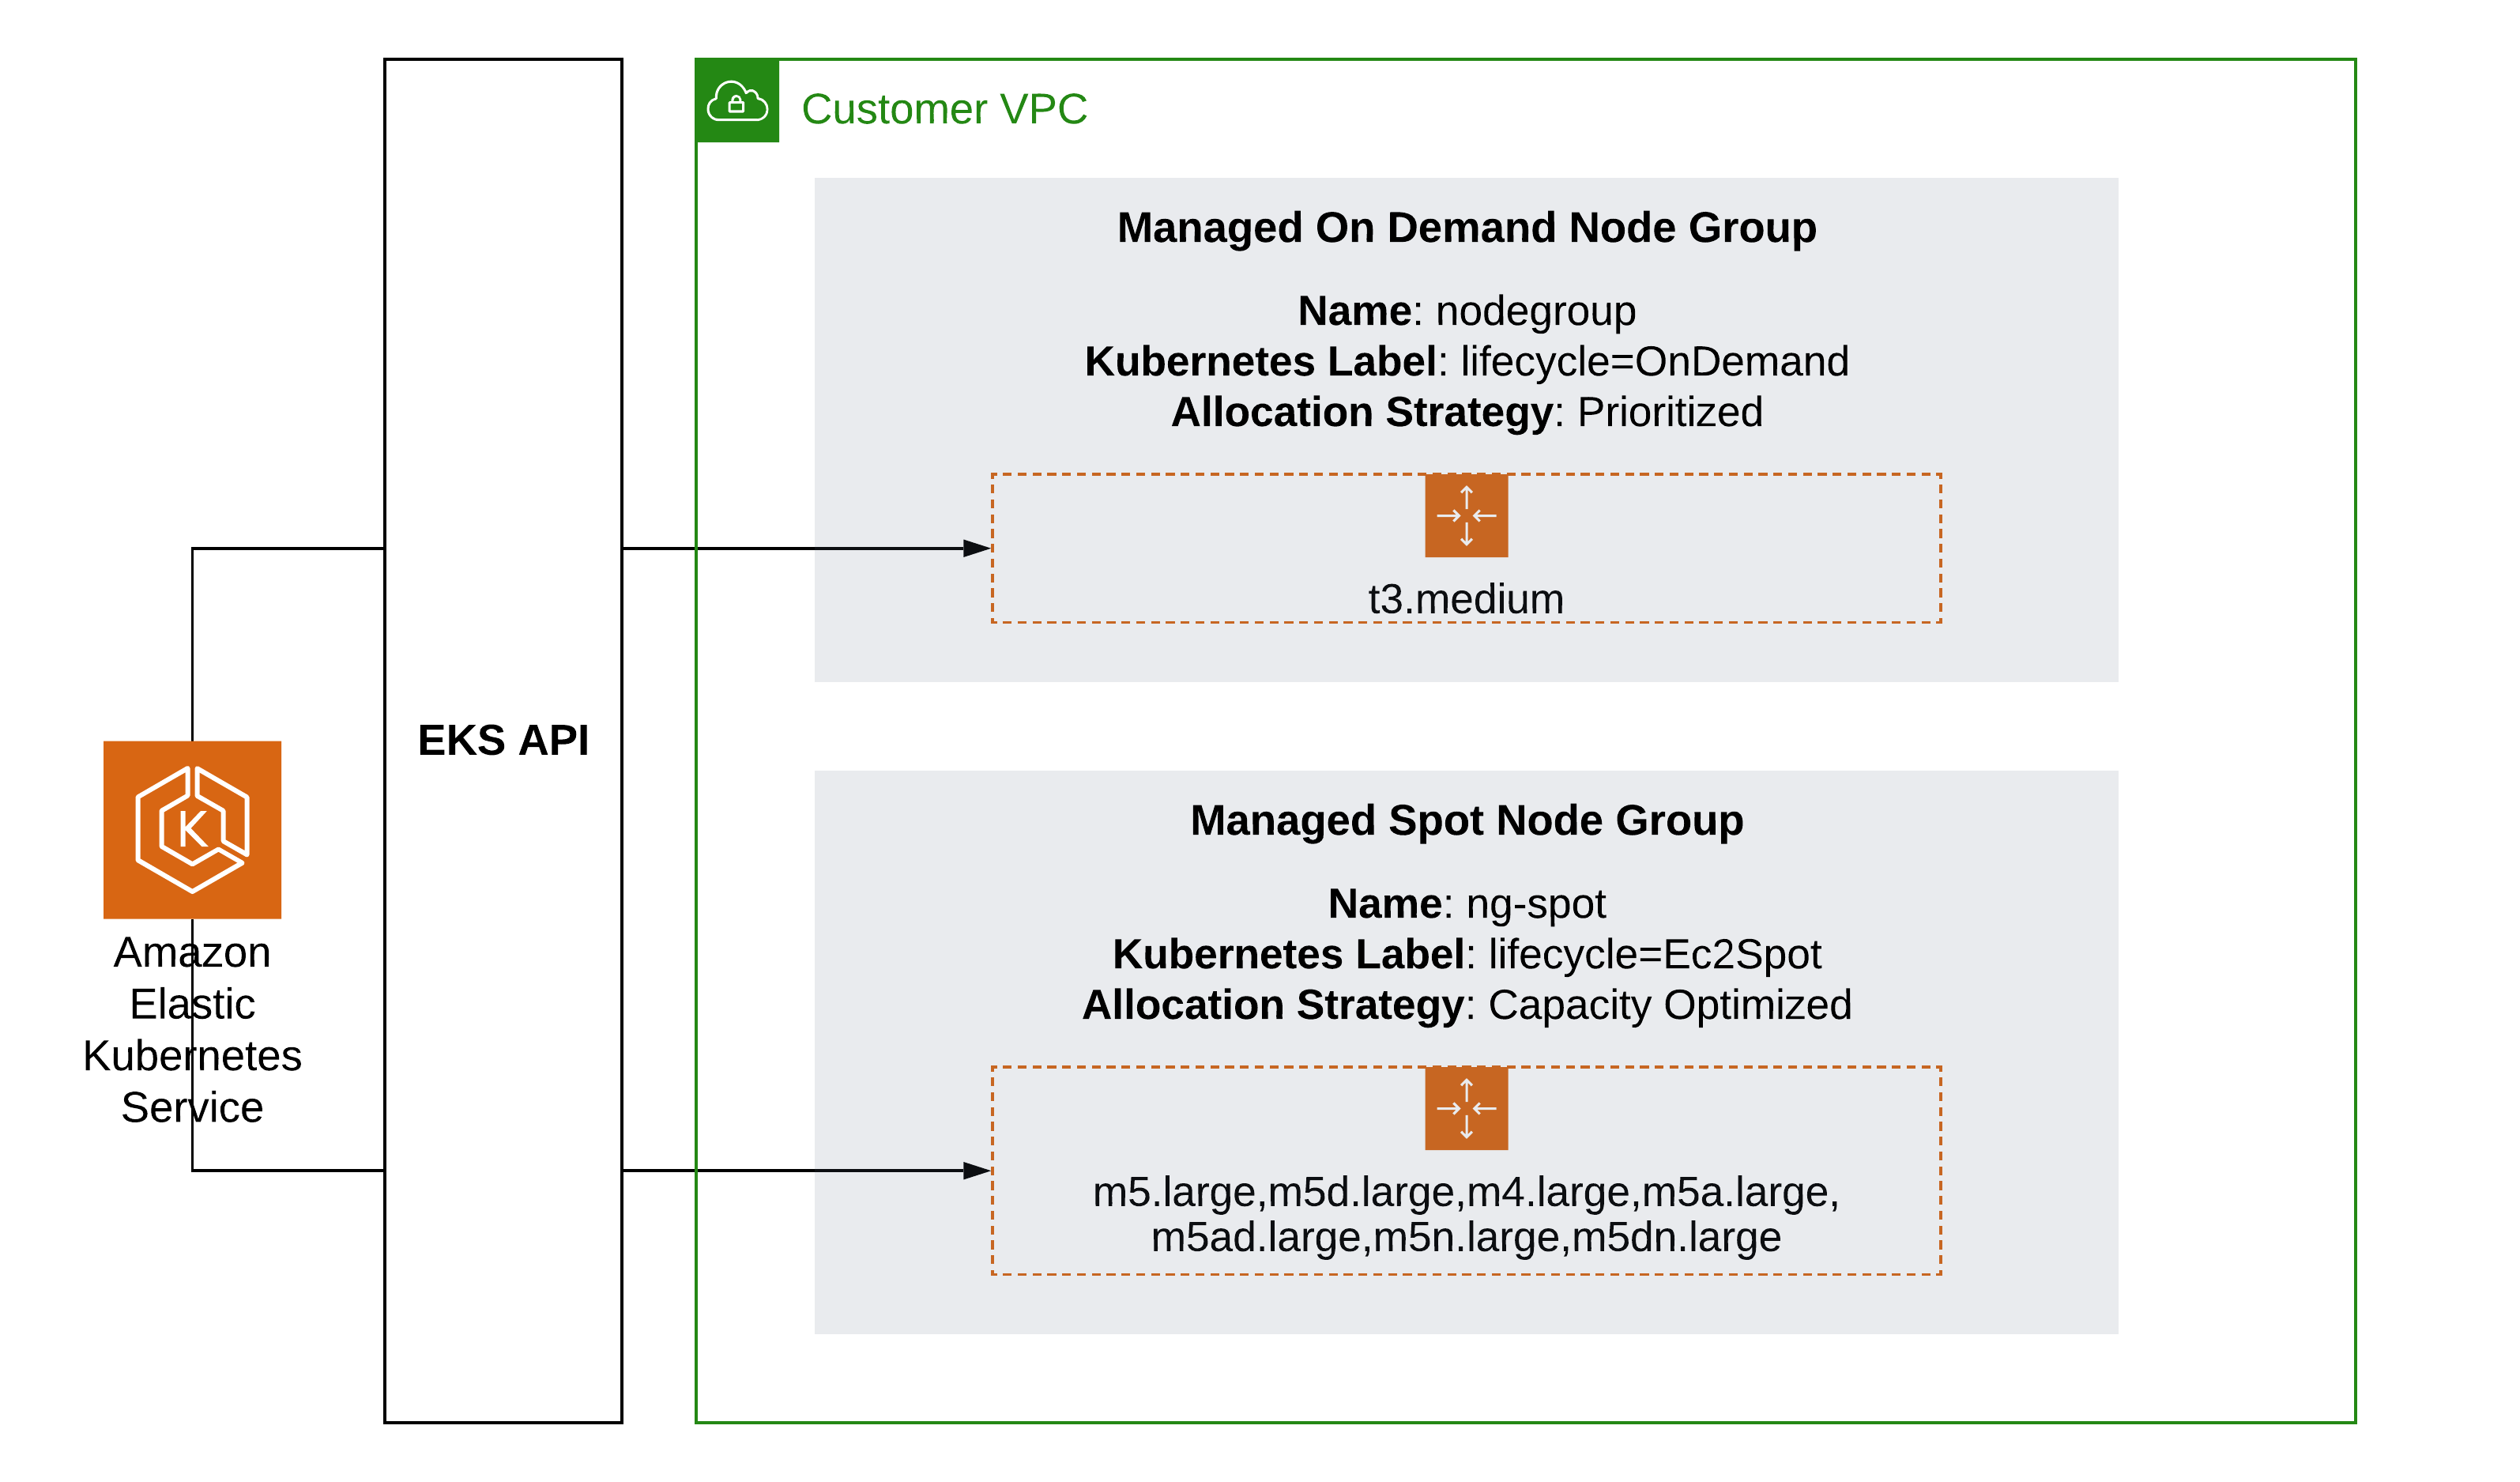 Customer VPC
Managed On Demand Node Group
Name: nodegroup
Kubernetes Label: lifecycle=OnDemand
Allocation Strategy: Prioritized
t3.medium
EKS API
K
Amazon
Elastic
Kubernetes
Service
Managed Spot Node Group
Name: ng-spot
Kubernetes Label: lifecycle=Ec2Spot
Allocation Strategy: Capacity Optimized
m5.large,m5d.large,m4.large,m5a.large,
m5ad.large,m5n.large,m5dn.large